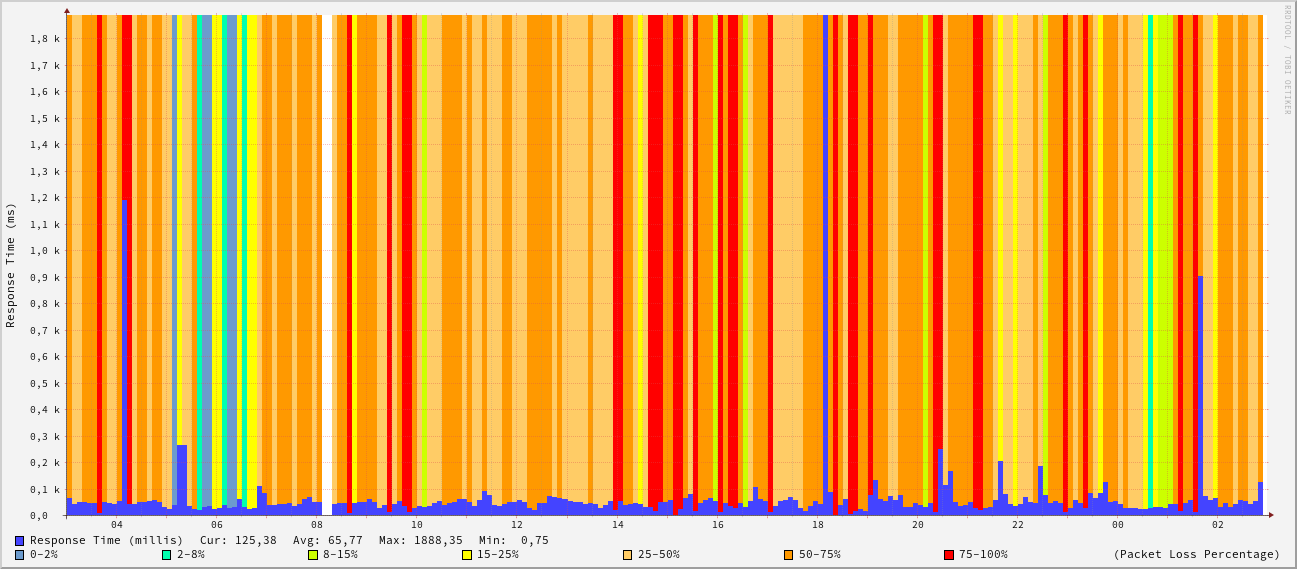 RRDTOOL / TOBI OETIKER
Response Time (ms)
1,8 k
1,7 k
1,6 k
1,5 k
1,4 k
1,3 k
1,2 k
1,1 k
1,0 k
0,9 k
0,8 k
0,7 k
0,6 k
0,5 k
0,4 k
0,3 k
0,2 k
0,1 k
0,0
04 06 08 10 12 14 16 18 20 22 00 02
Response Time (millis) Cur: 125,38 Avg: 65,77 Max: 1888,35 Min: 0,75
0-2% 2-8% 8-15% 15-25% 25-50% 50-75% 75-100% (Packet Loss Percentage)